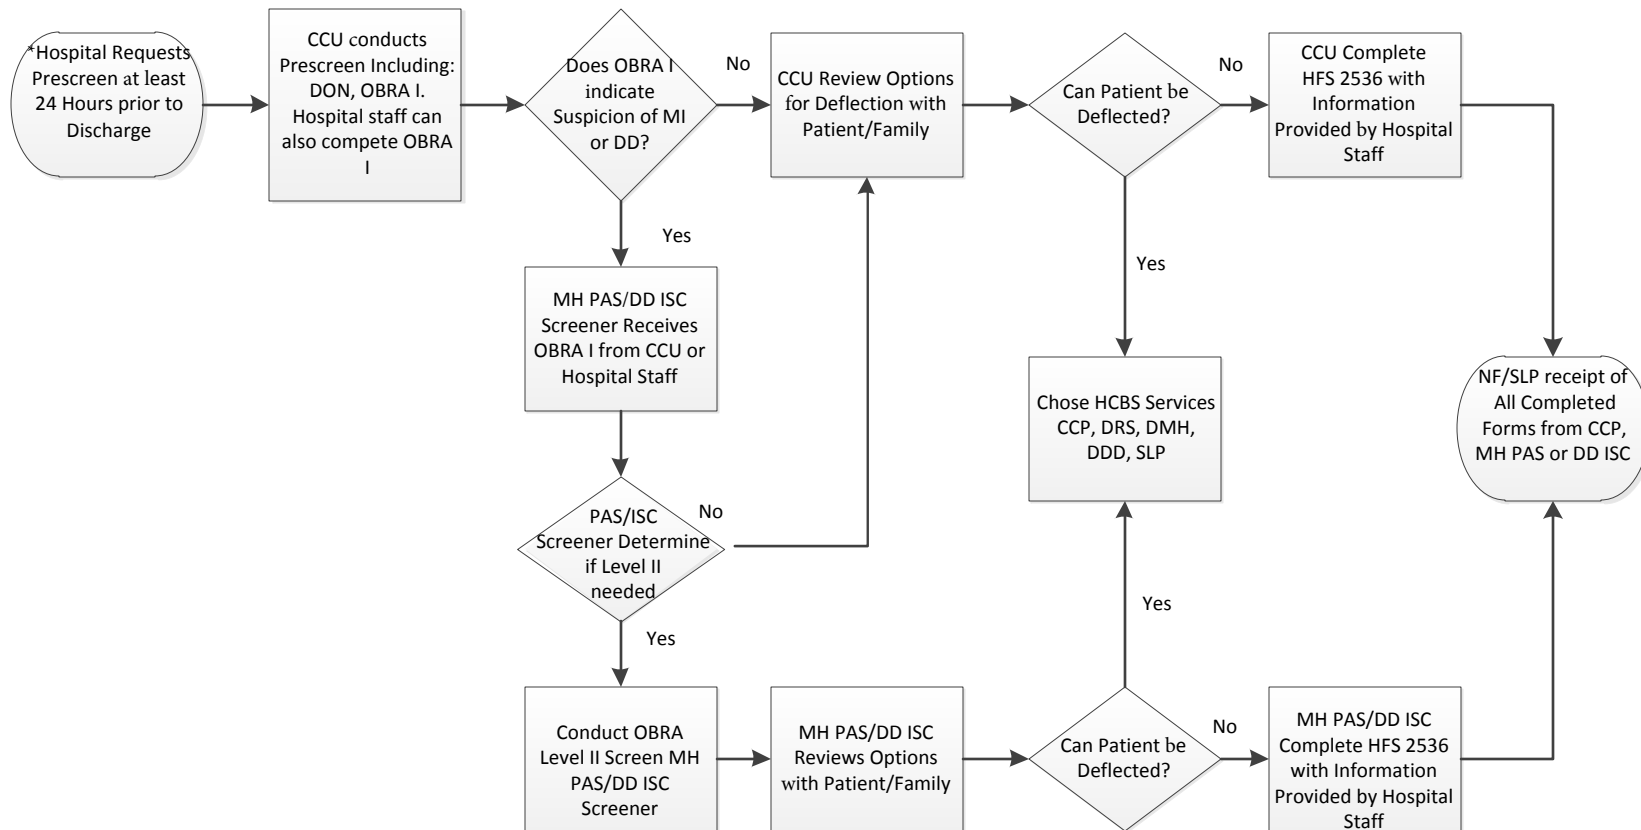 *Hospital Requests
Prescreen at least
24 Hours prior to
Discharge
CCU conducts
Prescreen Including:
DON, OBRA I.
Hospital staff can
also compete OBRA
I
Does OBRA I
indicate
Suspicion of MI
or DD?
No
CCU Review Options
for Deflection with
Patient/Family
Can Patient be
Deflected?
No
CCU Complete
HFS 2536 with
Information
Provided by Hospital
Staff
Yes
Yes
MH PAS/DD ISC
Screener Receives
OBRA I from CCU or
Hospital Staff
Chose HCBS Services
CCP, DRS, DMH,
DDD, SLP
NF/SLP receipt of
All Completed
Forms from CCP,
MH PAS or DD ISC
PAS/ISC
Screener Determine
if Level II
needed
No
Yes
Yes
Conduct OBRA
Level II Screen MH
PAS/DD ISC
Screener
MH PAS/DD ISC
Reviews Options
with Patient/Family
Can Patient be
Deflected?
No
MH PAS/DD ISC
Complete HFS 2536
with Information
Provided by Hospital
Staff